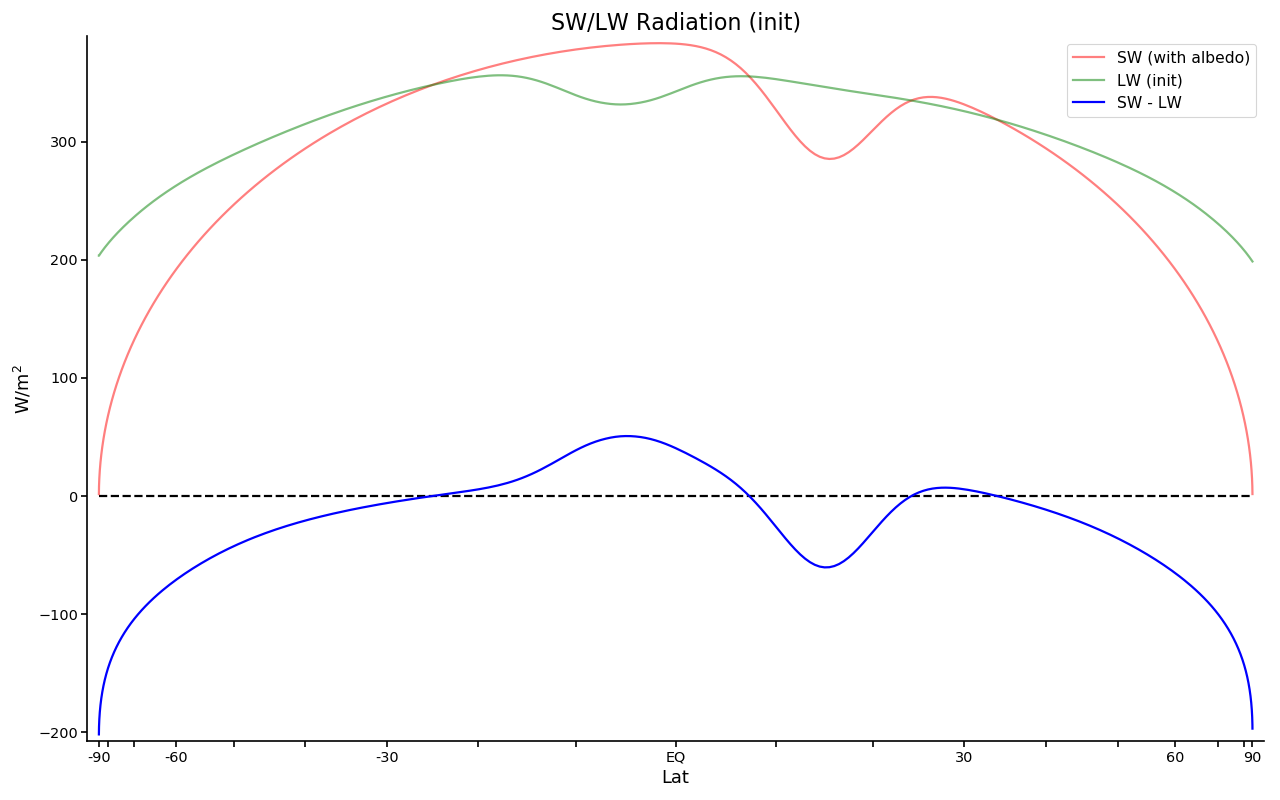 SW/LW Radiation (init)
SW (with albedo)
LW (init)
SW - LW
W/m²
300
200
100
0
−100
−200
-90 -60 -30 EQ 30 60 90
Lat